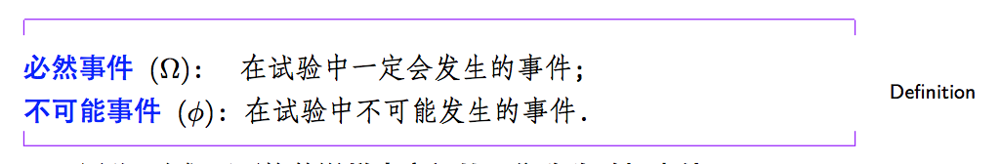 必然事件 (Ω)： 在试验中一定会发生的事件；
不可能事件 (ϕ)：在试验中不可能发生的事件.
Definition